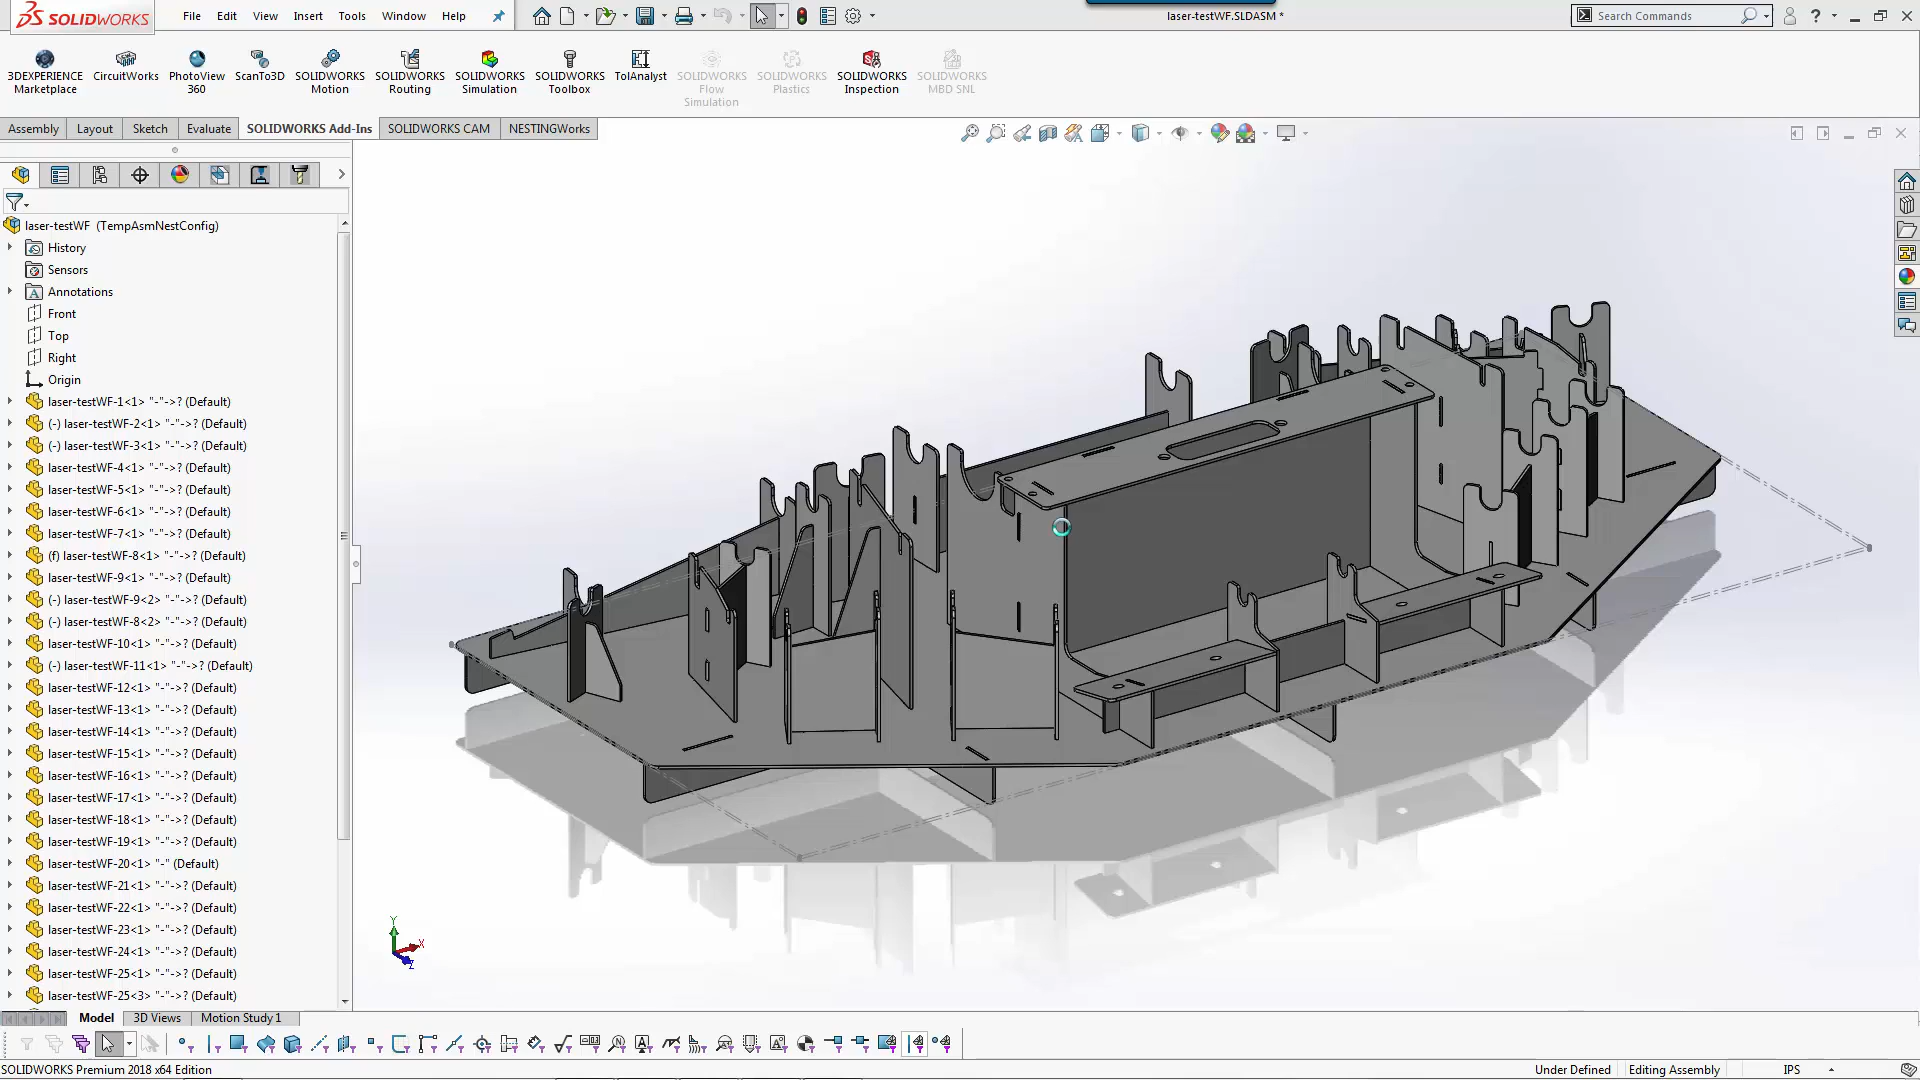 SOLIDWORKS File Edit View Insert Tools Window Help laser-testWF.SLDASM * Search Commands
3DEXPERIENCE Marketplace
CircuitWorks
PhotoView 360
ScanTo3D
SOLIDWORKS Motion
SOLIDWORKS Routing
SOLIDWORKS Simulation
SOLIDWORKS Toolbox
TolAnalyst
SOLIDWORKS Flow Simulation
SOLIDWORKS Plastics
SOLIDWORKS Inspection
SOLIDWORKS MBD SNL
Assembly Layout Sketch Evaluate SOLIDWORKS Add-Ins SOLIDWORKS CAM NESTINGWorks
laser-testWF (TempAsmNestConfig)
History
Sensors
Annotations
Front
Top
Right
Origin
laser-testWF-1<1> "-"->? (Default)
(-) laser-testWF-2<1> "-"->? (Default)
(-) laser-testWF-3<1> "-"->? (Default)
laser-testWF-4<1> "-"->? (Default)
laser-testWF-5<1> "-"->? (Default)
laser-testWF-6<1> "-"->? (Default)
laser-testWF-7<1> "-"->? (Default)
(f) laser-testWF-8<1> "-"->? (Default)
laser-testWF-9<1> "-"->? (Default)
(-) laser-testWF-9<2> "-"->? (Default)
(-) laser-testWF-8<2> "-"->? (Default)
laser-testWF-10<1> "-"->? (Default)
(-) laser-testWF-11<1> "-"->? (Default)
laser-testWF-12<1> "-"->? (Default)
laser-testWF-13<1> "-"->? (Default)
laser-testWF-14<1> "-"->? (Default)
laser-testWF-15<1> "-"->? (Default)
laser-testWF-16<1> "-"->? (Default)
laser-testWF-17<1> "-"->? (Default)
laser-testWF-18<1> "-"->? (Default)
laser-testWF-19<1> "-"->? (Default)
laser-testWF-20<1> "-" (Default)
laser-testWF-21<1> "-"->? (Default)
laser-testWF-22<1> "-"->? (Default)
laser-testWF-23<1> "-"->? (Default)
laser-testWF-24<1> "-"->? (Default)
laser-testWF-25<1> "-"->? (Default)
laser-testWF-25<3> "-"->? (Default)
Y
X
Z
Model 3D Views Motion Study 1
SOLIDWORKS Premium 2018 x64 Edition Under Defined Editing Assembly IPS